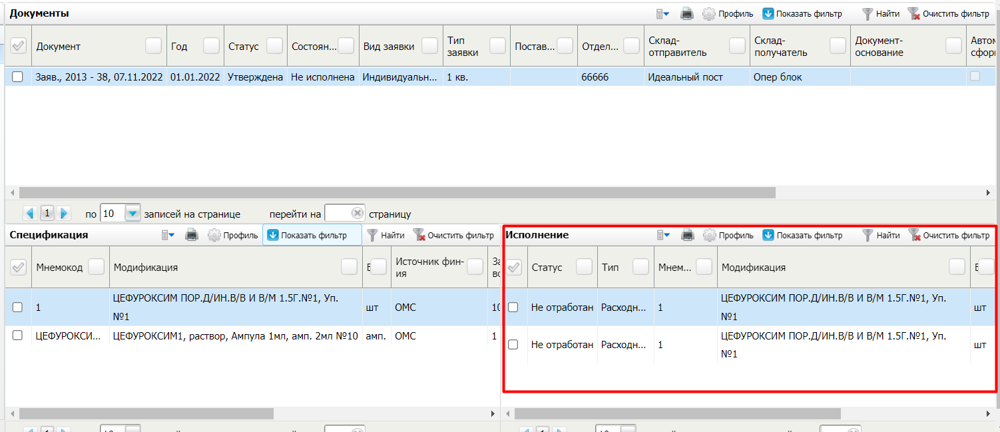 Документы
Профиль Показать фильтр Найти Очистить фильтр
Документ Год Статус Состоян... Вид заявки Тип заявки Постав... Отдел... Склад-отправитель Склад-получатель Документ-основание
Заяв., 2013 - 38, 07.11.2022 01.01.2022 Утверждена Не исполнена Индивидуальн... 1 кв. 66666 Идеальный пост Опер блок
1 по 10 записей на странице перейти на страницу
Спецификация Профиль Показать фильтр Найти Очистить фильтр
Мнемокод Модификация Источник фин-ия
1 ЦЕФУРОКСИМ ПОР.Д/ИН.В/В И В/М 1.5Г.№1, Уп. №1 шт ОМС 10
ЦЕФУРОКСИ... ЦЕФУРОКСИМ1, раствор, Ампула 1мл, амп. 2мл №10 амп. ОМС 1
Исполнение Профиль Показать фильтр Найти Очистить фильтр
Статус Тип Мнем... Модификация
Не отработан Расходн... 1 ЦЕФУРОКСИМ ПОР.Д/ИН.В/В И В/М 1.5Г.№1, Уп. №1 шт
Не отработан Расходн... 1 ЦЕФУРОКСИМ ПОР.Д/ИН.В/В И В/М 1.5Г.№1, Уп. №1 шт